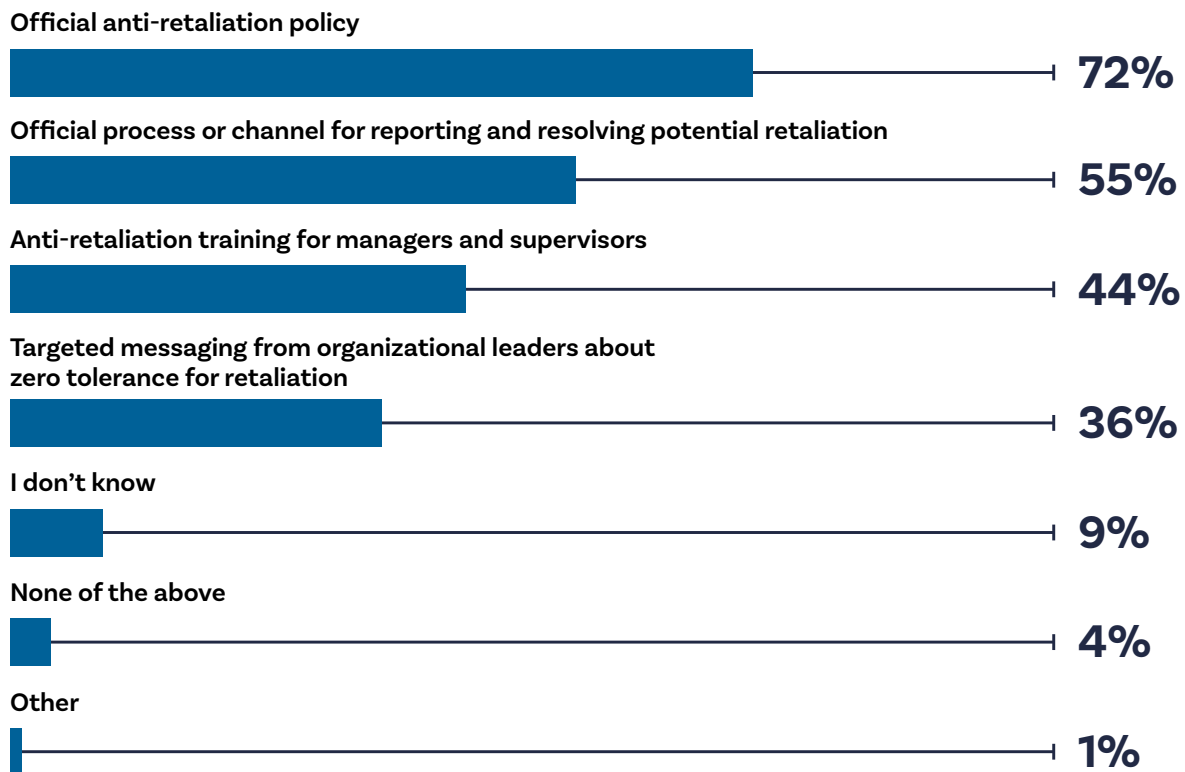 Official anti-retaliation policy
72%
Official process or channel for reporting and resolving potential retaliation
55%
Anti-retaliation training for managers and supervisors
44%
Targeted messaging from organizational leaders about
zero tolerance for retaliation
36%
I don’t know
9%
None of the above
4%
Other
1%